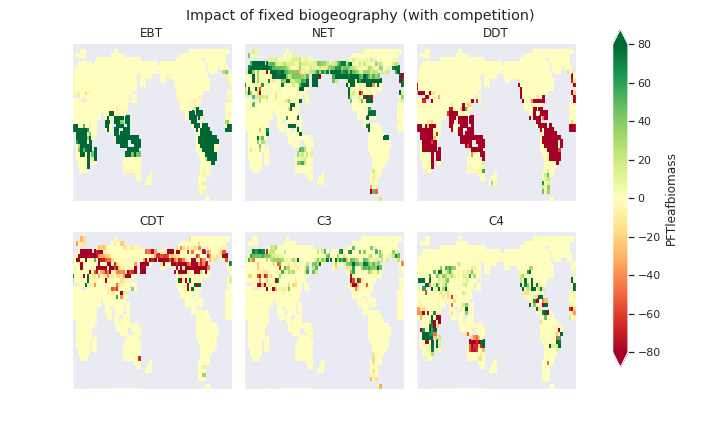 Impact of fixed biogeography (with competition)
EBT
NET
DDT
CDT
C3
C4
80
60
40
20
0
−20
−40
−60
−80
PFTleafbiomass